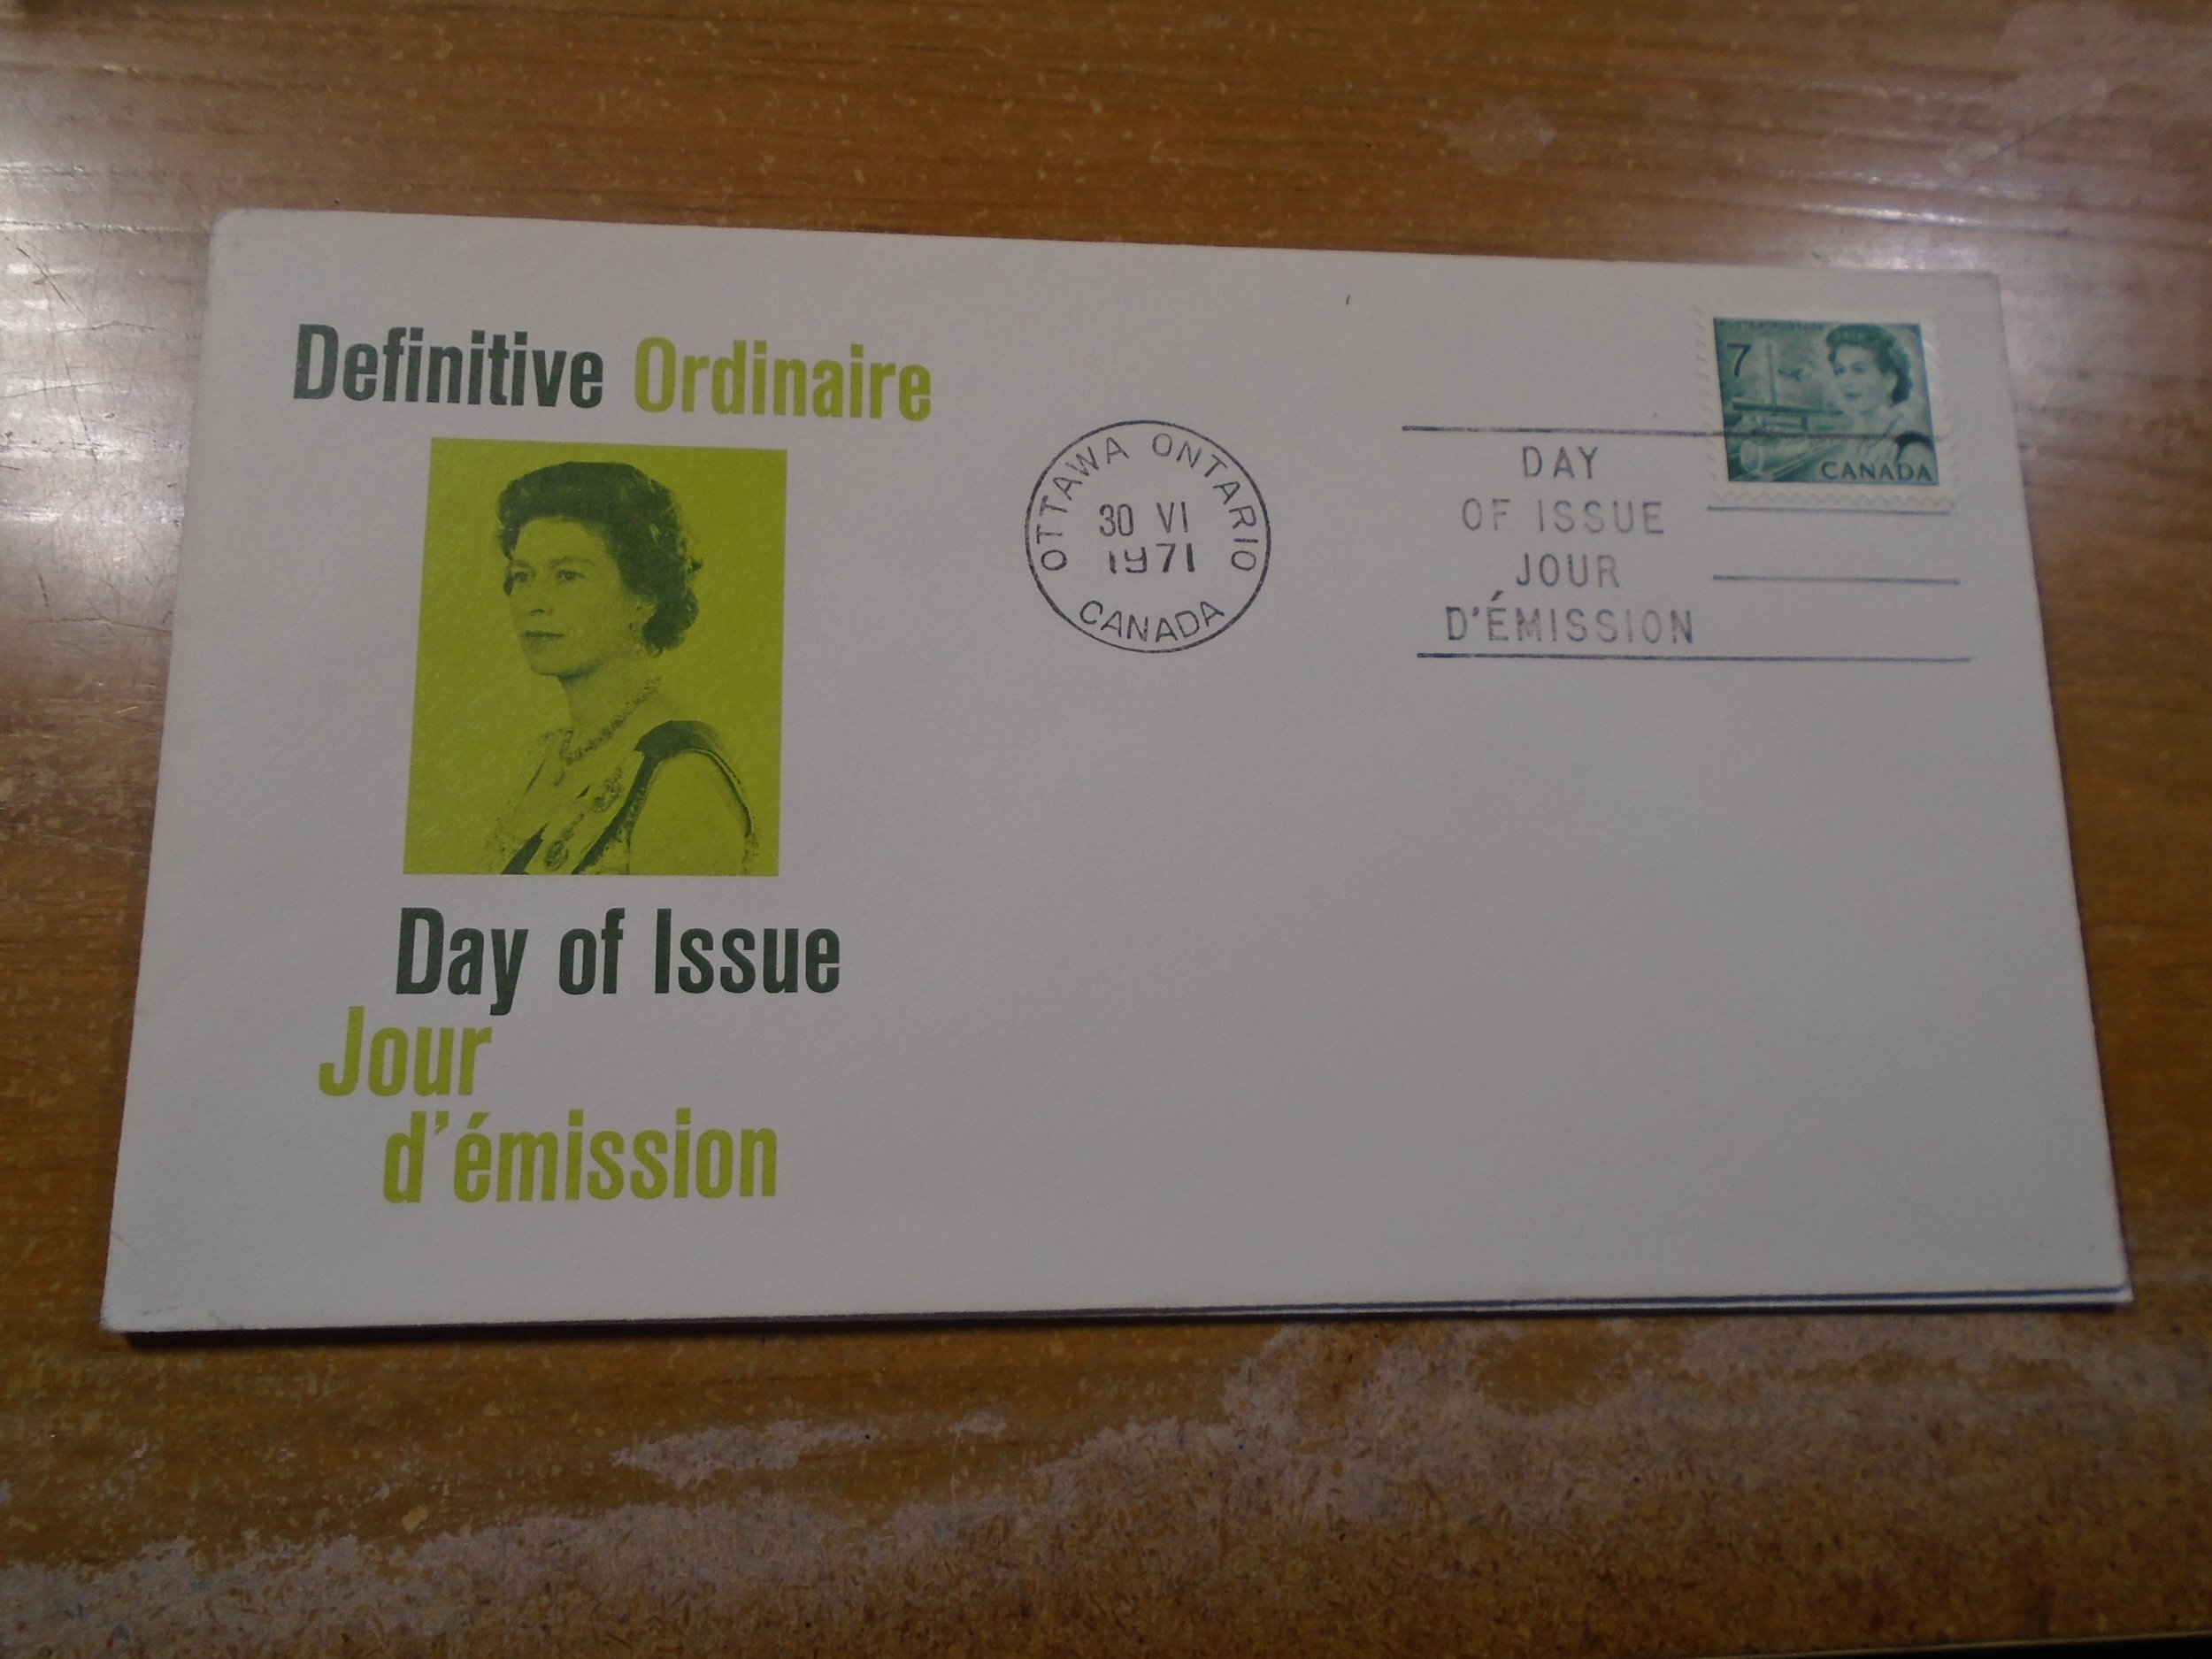 Definitive Ordinaire
Day of Issue
Jour
d'émission
OTTAWA ONTARIO
30 VI
1971
CANADA
DAY
OF ISSUE
JOUR
D'ÉMISSION
7
CANADA